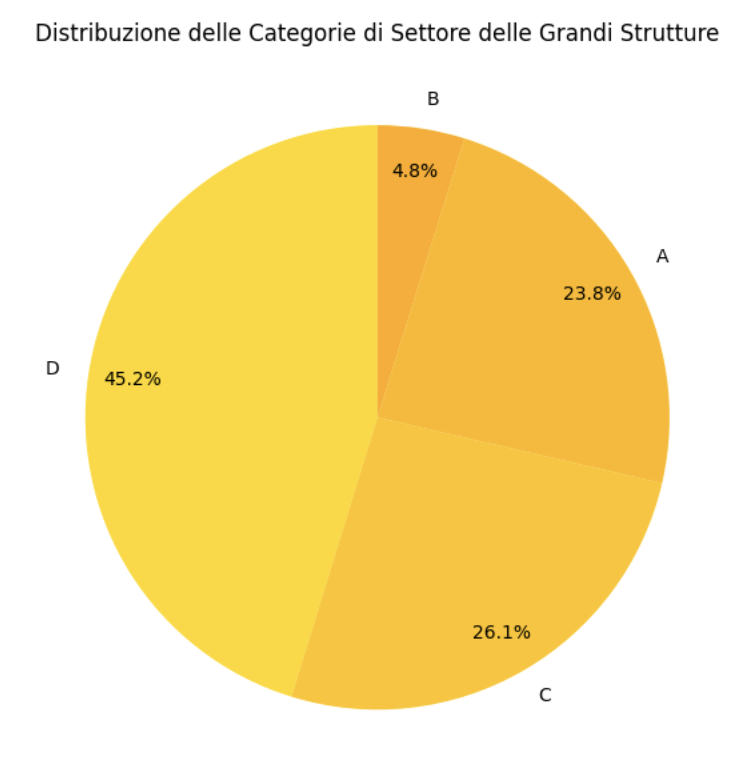 Distribuzione delle Categorie di Settore delle Grandi Strutture
B
4.8%
A
23.8%
D
45.2%
26.1%
C